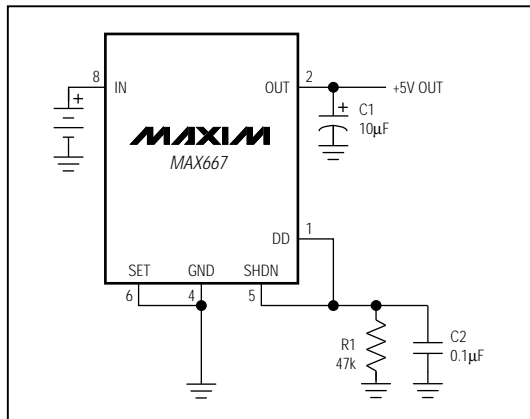 8
IN
OUT
2
+5V OUT
+
+
C1
10µF
MAXIM
MAX667
DD
1
SET
GND
SHDN
6
4
5
R1
47k
C2
0.1µF